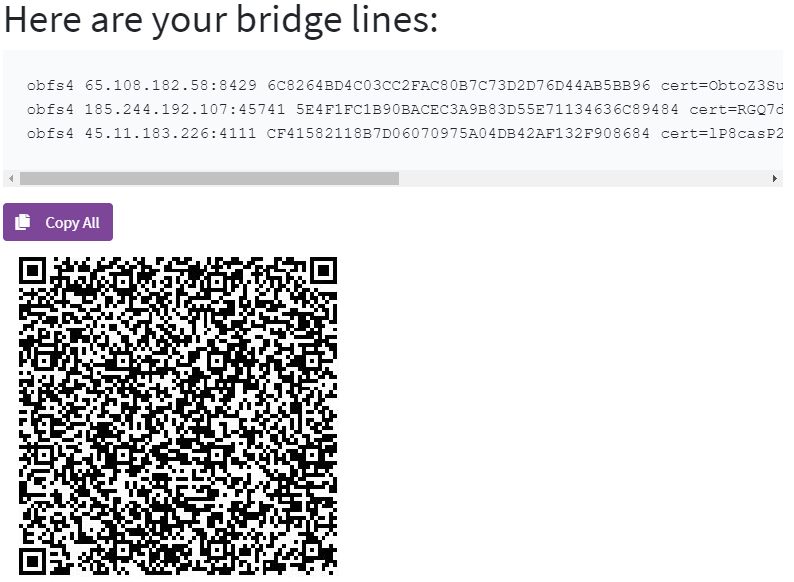 Here are your bridge lines:
obfs4 65.108.182.58:8429 6C8264BD4C03CC2FAC80B7C73D2D76D44AB5BB96 cert=ObtoZ3Su
obfs4 185.244.192.107:45741 5E4F1FC1B90BACEC3A9B83D55E71134636C89484 cert=RGQ7d
obfs4 45.11.183.226:4111 CF41582118B7D06070975A04DB42AF132F908684 cert=lP8casP2
Copy All